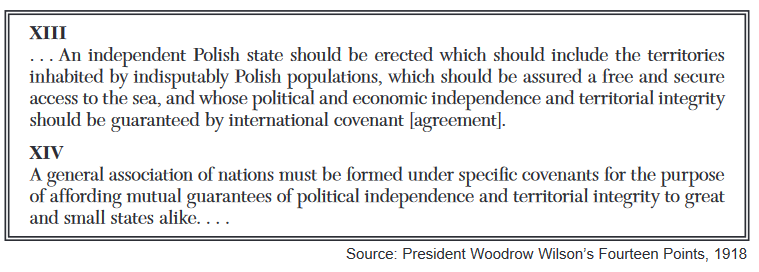 XIII
. . . An independent Polish state should be erected which should include the territories
inhabited by indisputably Polish populations, which should be assured a free and secure
access to the sea, and whose political and economic independence and territorial integrity
should be guaranteed by international covenant [agreement].
XIV
A general association of nations must be formed under specific covenants for the purpose
of affording mutual guarantees of political independence and territorial integrity to great
and small states alike. . . .
Source: President Woodrow Wilson's Fourteen Points, 1918